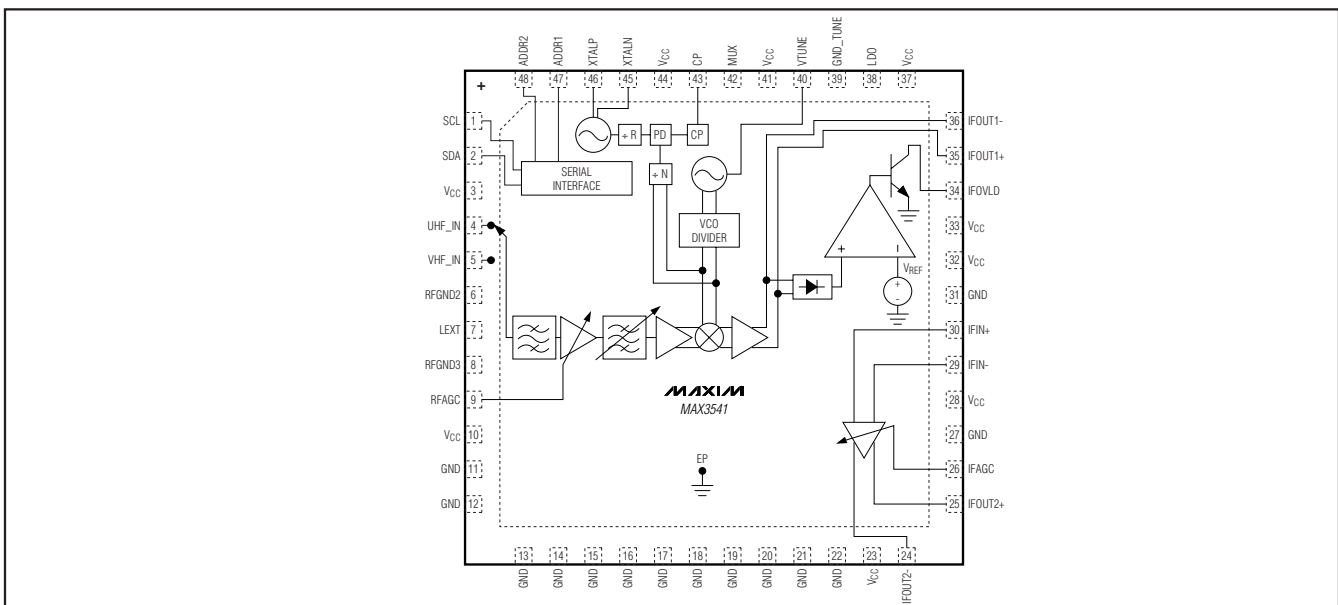 ADDR2
ADDR1
XTALP
XTALN
VCC
CP
MUX
VCC
VTUNE
GND_TUNE
LDO
VCC
48
47
46
45
44
43
42
41
40
39
38
37
+
SCL 1
SDA 2
VCC 3
UHF_IN 4
VHF_IN 5
RFGND2 6
LEXT 7
RFGND3 8
RFAGC 9
VCC 10
GND 11
GND 12
÷ R
PD
CP
÷ N
SERIAL
INTERFACE
VCO
DIVIDER
+
−
VREF
+
-
MAXIM
MAX3541
EP
36 IFOUT1-
35 IFOUT1+
34 IFOVLD
33 VCC
32 VCC
31 GND
30 IFIN+
29 IFIN-
28 VCC
27 GND
26 IFAGC
25 IFOUT2+
13
14
15
16
17
18
19
20
21
22
23
24
GND
GND
GND
GND
GND
GND
GND
GND
GND
GND
VCC
IFOUT2-